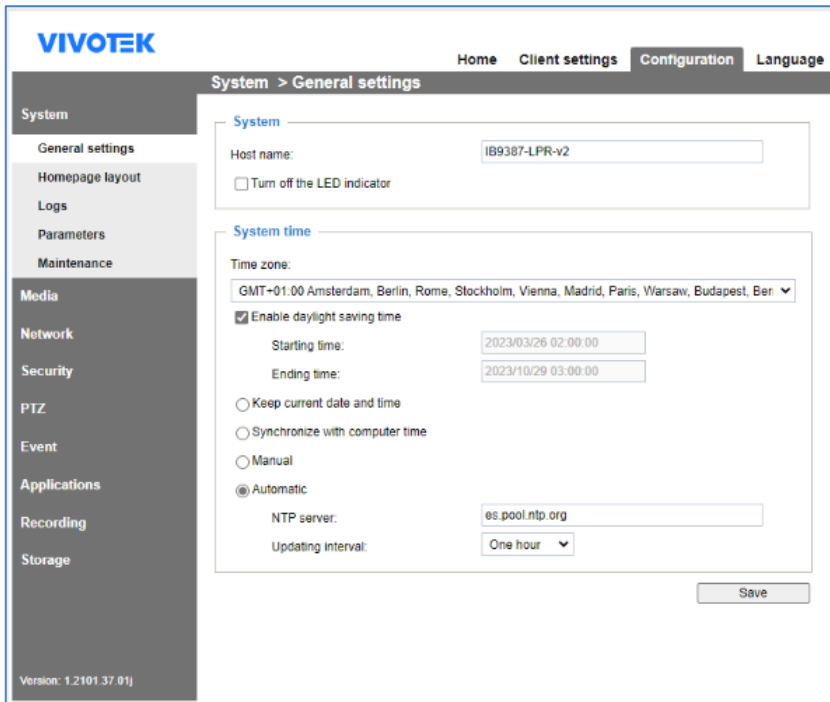 VIVOTEK
Home Client settings Configuration Language
System > General settings
System
General settings
Homepage layout
Logs
Parameters
Maintenance
Media
Network
Security
PTZ
Event
Applications
Recording
Storage
Version: 1.2101.37.01j
System
Host name: IB9387-LPR-v2
Turn off the LED indicator
System time
Time zone:
GMT+01:00 Amsterdam, Berlin, Rome, Stockholm, Vienna, Madrid, Paris, Warsaw, Budapest, Ber
Enable daylight saving time
Starting time: 2023/03/26 02:00:00
Ending time: 2023/10/29 03:00:00
Keep current date and time
Synchronize with computer time
Manual
Automatic
NTP server: es.pool.ntp.org
Updating interval: One hour
Save